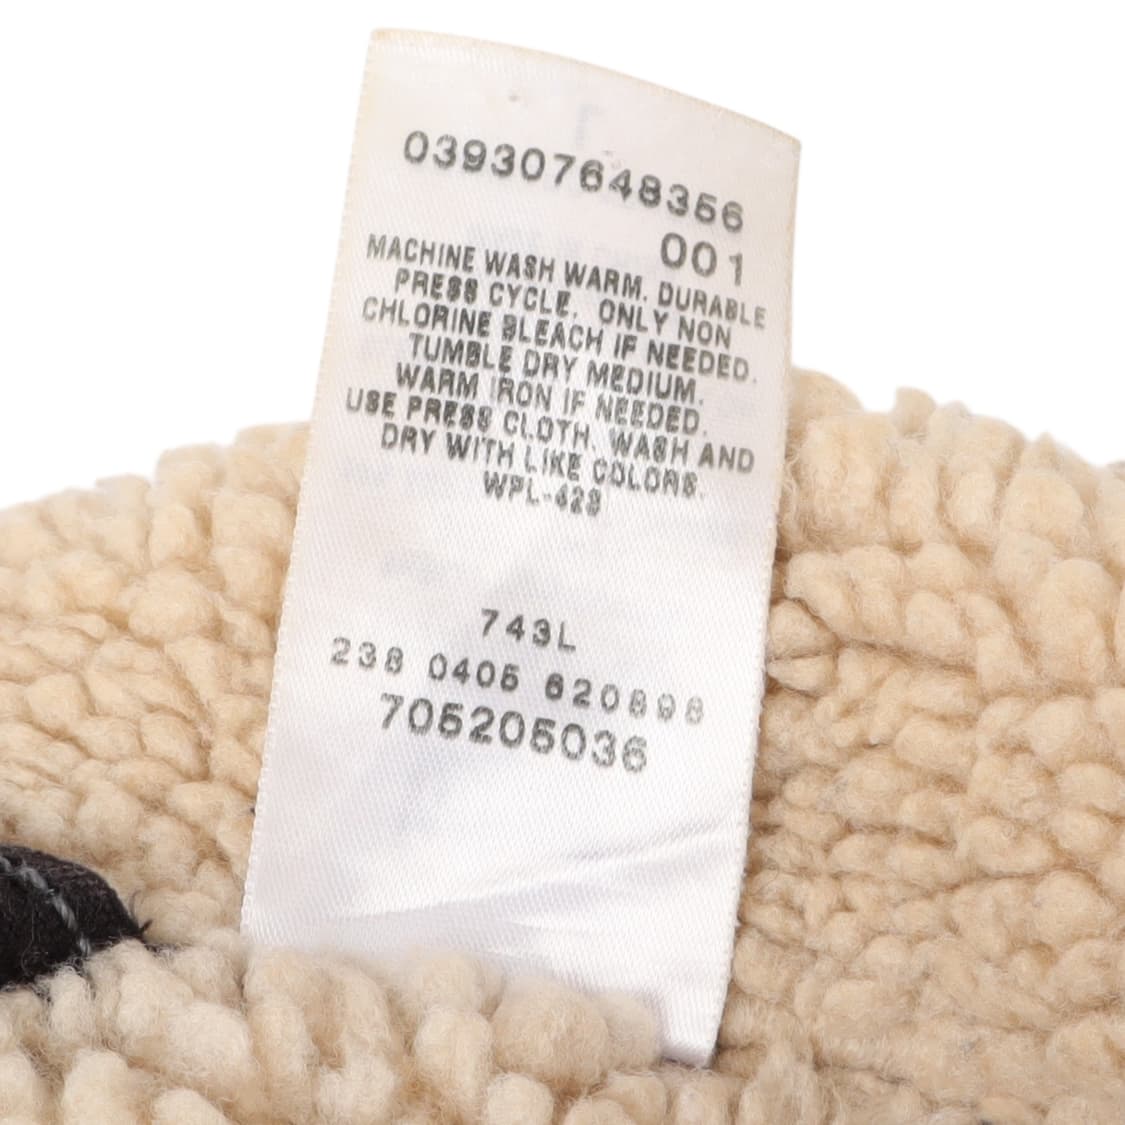 039307648356
001
MACHINE WASH WARM. DURABLE
PRESS CYCLE. ONLY NON
CHLORINE BLEACH IF NEEDED.
TUMBLE DRY MEDIUM.
WARM IRON IF NEEDED.
USE PRESS CLOTH. WASH AND
DRY WITH LIKE COLORS.
WPL-423
743L
238 0405 620898
705205036